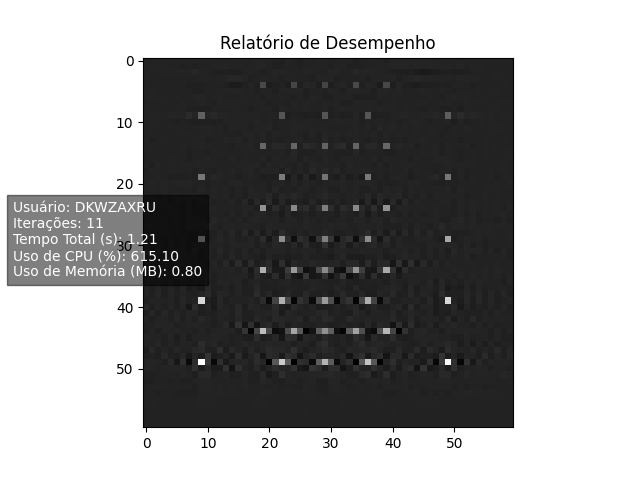 Relatório de Desempenho
0
10
20
30
40
50
Usuário: DKWZAXRU
Iterações: 11
Tempo Total (s): 1.21
Uso de CPU (%): 615.10
Uso de Memória (MB): 0.80
0 10 20 30 40 50